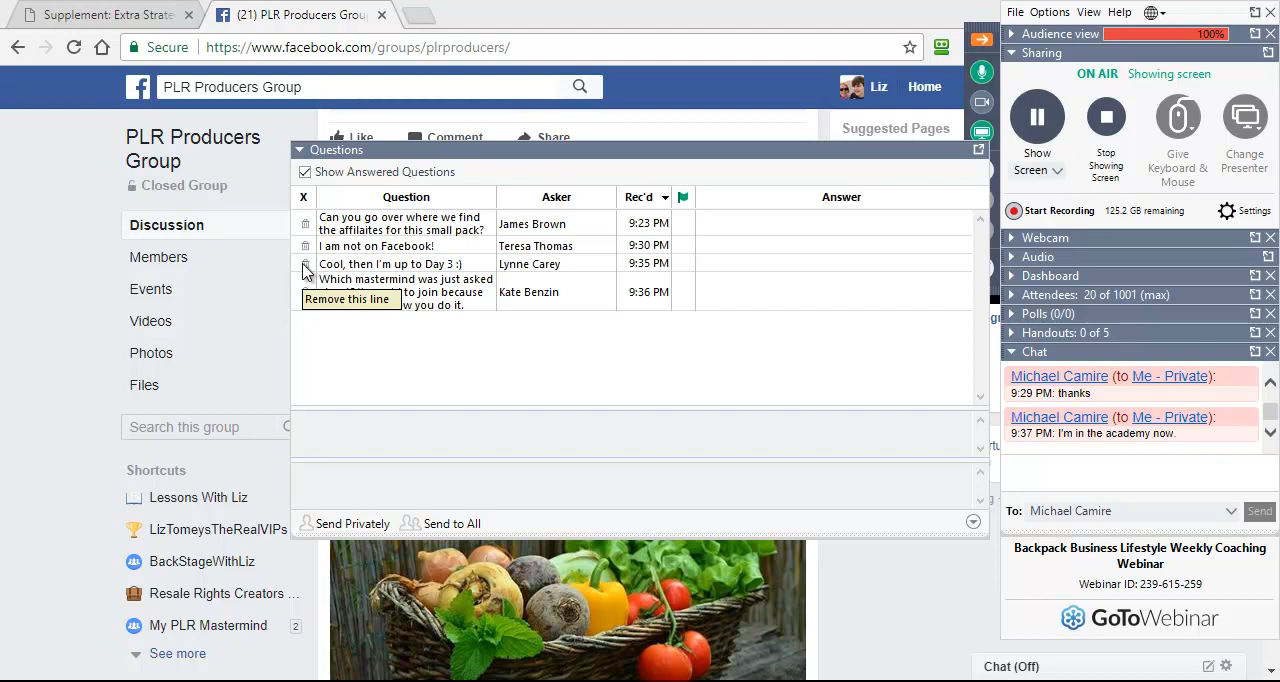 Supplement: Extra Strate
(21) PLR Producers Grou
Secure
https://www.facebook.com/groups/plrproducers/
PLR Producers Group
Liz
Home
PLR Producers
Group
Closed Group
Discussion
Members
Events
Videos
Photos
Files
Search this group
Shortcuts
Lessons With Liz
LizTomeysTheRealVIPs
BackStageWithLiz
Resale Rights Creators ...
My PLR Mastermind
2
See more
Like
Comment
Share
Suggested Pages
Questions
Show Answered Questions
X
Question
Asker
Rec'd
Answer
Can you go over where we find
the affilaites for this small pack?
James Brown
9:23 PM
I am not on Facebook!
Teresa Thomas
9:30 PM
Cool, then I'm up to Day 3 :)
Lynne Carey
9:35 PM
Which mastermind was just asked
to join because
w you do it.
Kate Benzin
9:36 PM
Remove this line
Send Privately
Send to All
File Options View Help
Audience view
100%
Sharing
ON AIR Showing screen
Show
Screen
Stop
Showing
Screen
Give
Keyboard &
Mouse
Change
Presenter
Start Recording
125.2 GB remaining
Settings
Webcam
Audio
Dashboard
Attendees: 20 of 1001 (max)
Polls (0/0)
Handouts: 0 of 5
Chat
Michael Camire (to Me - Private):
9:29 PM: thanks
Michael Camire (to Me - Private):
9:37 PM: I'm in the academy now.
To:
Michael Camire
Send
Backpack Business Lifestyle Weekly Coaching
Webinar
Webinar ID: 239-615-259
GoToWebinar
Chat (Off)